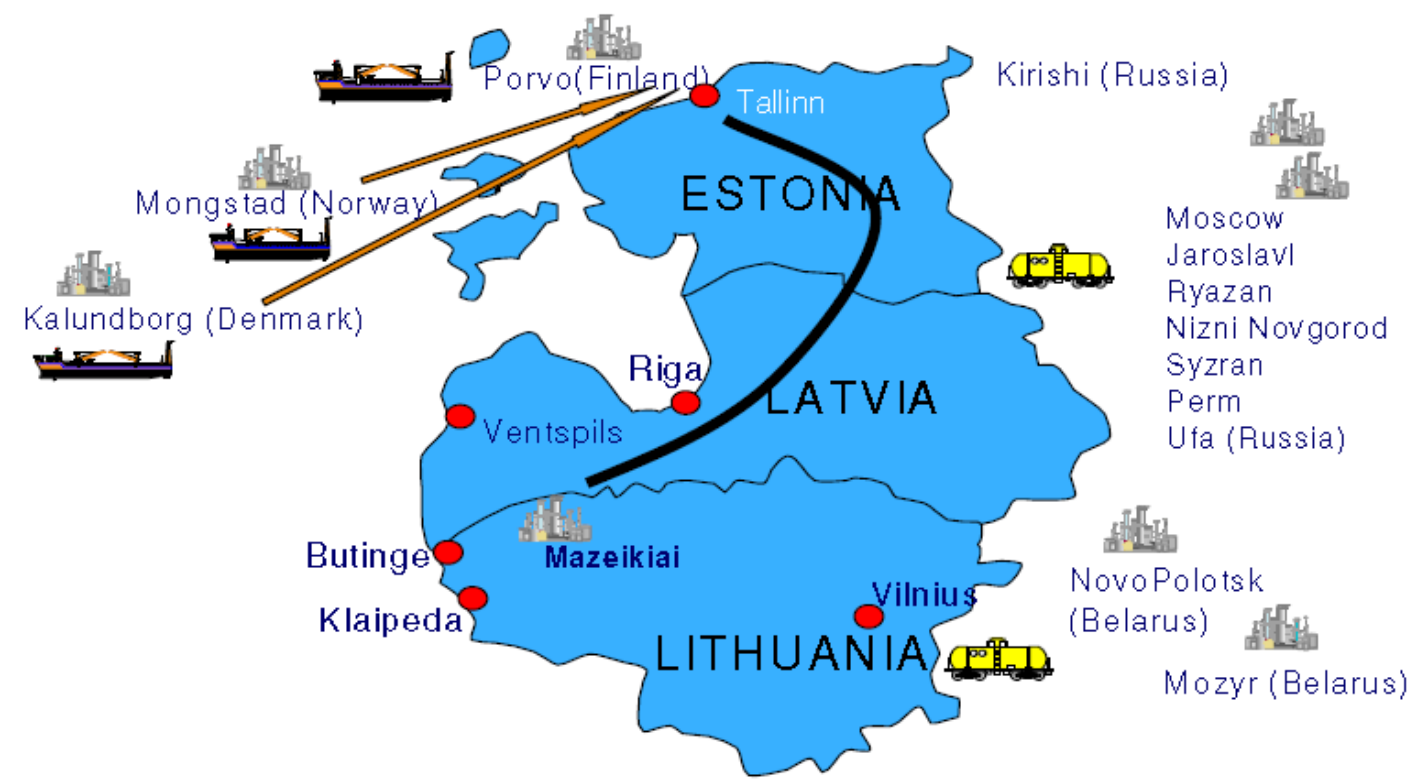 Porvo(Finland)
Kirishi (Russia)
Tallinn
Mongstad (Norway)
ESTONIA
Moscow
Jaroslavl
Ryazan
Nizni Novgorod
Syzran
Perm
Ufa (Russia)
Kalundborg (Denmark)
Riga
LATVIA
Ventspils
Butinge
Mazeikiai
Klaipeda
Vilnius
LITHUANIA
NovoPolotsk
(Belarus)
Mozyr (Belarus)